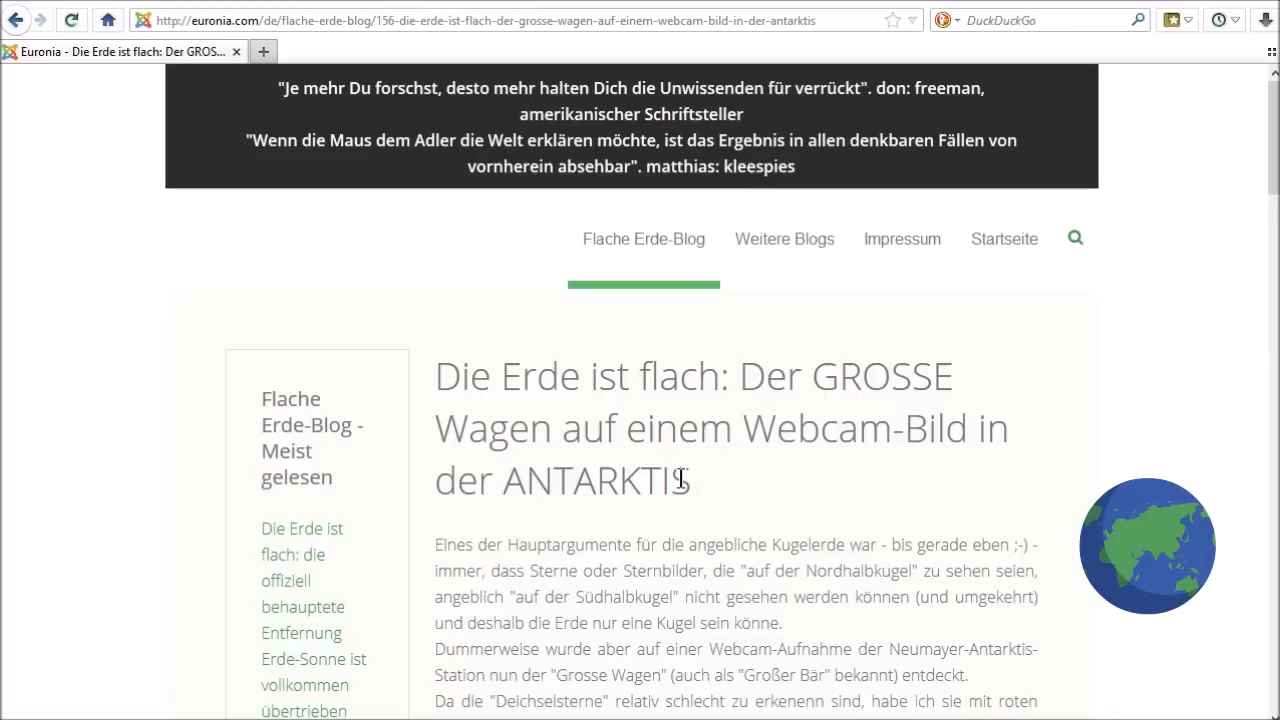 http://euronia.com/de/flache-erde-blog/156-die-erde-ist-flach-der-grosse-wagen-auf-einem-webcam-bild-in-der-antarktis
DuckDuckGo
Euronia - Die Erde ist flach: Der GROS...
"Je mehr Du forschst, desto mehr halten Dich die Unwissenden für verrückt". don: freeman,
amerikanischer Schriftsteller
"Wenn die Maus dem Adler die Welt erklären möchte, ist das Ergebnis in allen denkbaren Fällen von
vornherein absehbar". matthias: kleespies
Flache Erde-Blog
Weitere Blogs
Impressum
Startseite
Flache
Erde-Blog -
Meist
gelesen
Die Erde ist
flach: die
offiziell
behauptete
Entfernung
Erde-Sonne ist
vollkommen
übertrieben
Die Erde ist flach: Der GROSSE
Wagen auf einem Webcam-Bild in
der ANTARKTIS
Eines der Hauptargumente für die angebliche Kugelerde war - bis gerade eben ;-) -
immer, dass Sterne oder Sternbilder, die "auf der Nordhalbkugel" zu sehen seien,
angeblich "auf der Südhalbkugel" nicht gesehen werden können (und umgekehrt)
und deshalb die Erde nur eine Kugel sein könne.
Dummerweise wurde aber auf einer Webcam-Aufnahme der Neumayer-Antarktis-
Station nun der "Grosse Wagen" (auch als "Großer Bär" bekannt) entdeckt.
Da die "Deichselsterne" relativ schlecht zu erkenenn sind, habe ich sie mit roten